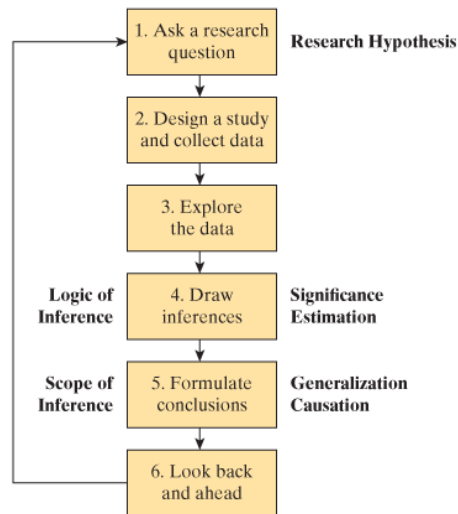 1. Ask a research
question
Research Hypothesis
2. Design a study
and collect data
3. Explore
the data
Logic of
Inference
4. Draw
inferences
Significance
Estimation
Scope of
Inference
5. Formulate
conclusions
Generalization
Causation
6. Look back
and ahead